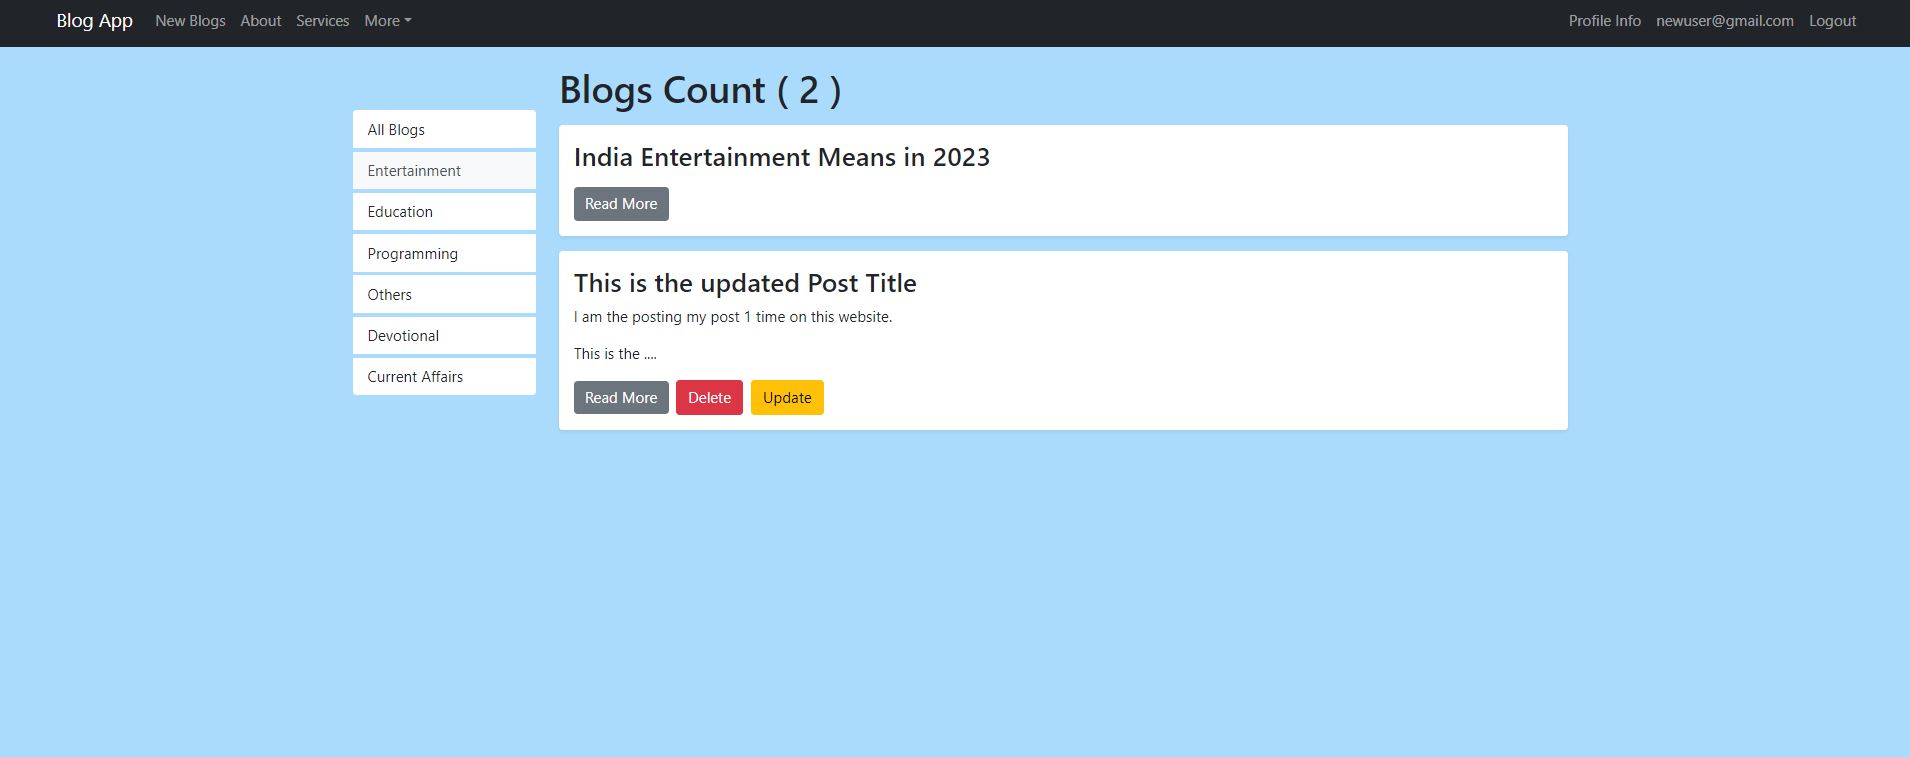 Blog App New Blogs About Services More Profile Info newuser@gmail.com Logout
Blogs Count ( 2 )
All Blogs
Entertainment
Education
Programming
Others
Devotional
Current Affairs
India Entertainment Means in 2023
Read More
This is the updated Post Title
I am the posting my post 1 time on this website.
This is the ....
Read More Delete Update